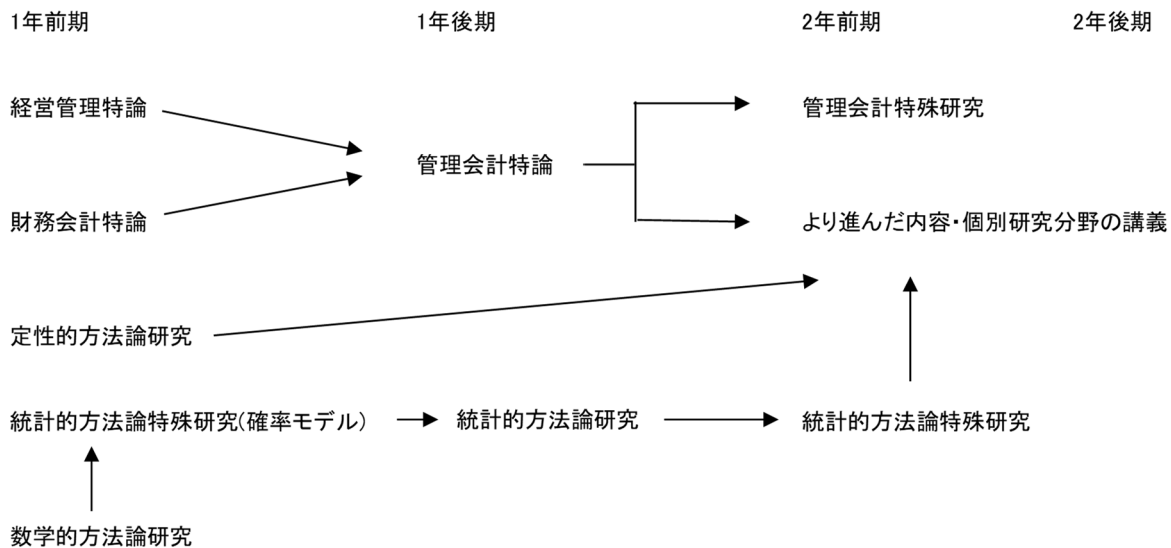 1年前期 1年後期 2年前期 2年後期
経営管理特論 管理会計特殊研究
管理会計特論
財務会計特論 より進んだ内容・個別研究分野の講義
定性的方法論研究
統計的方法論特殊研究(確率モデル) 統計的方法論研究 統計的方法論特殊研究
数学的方法論研究